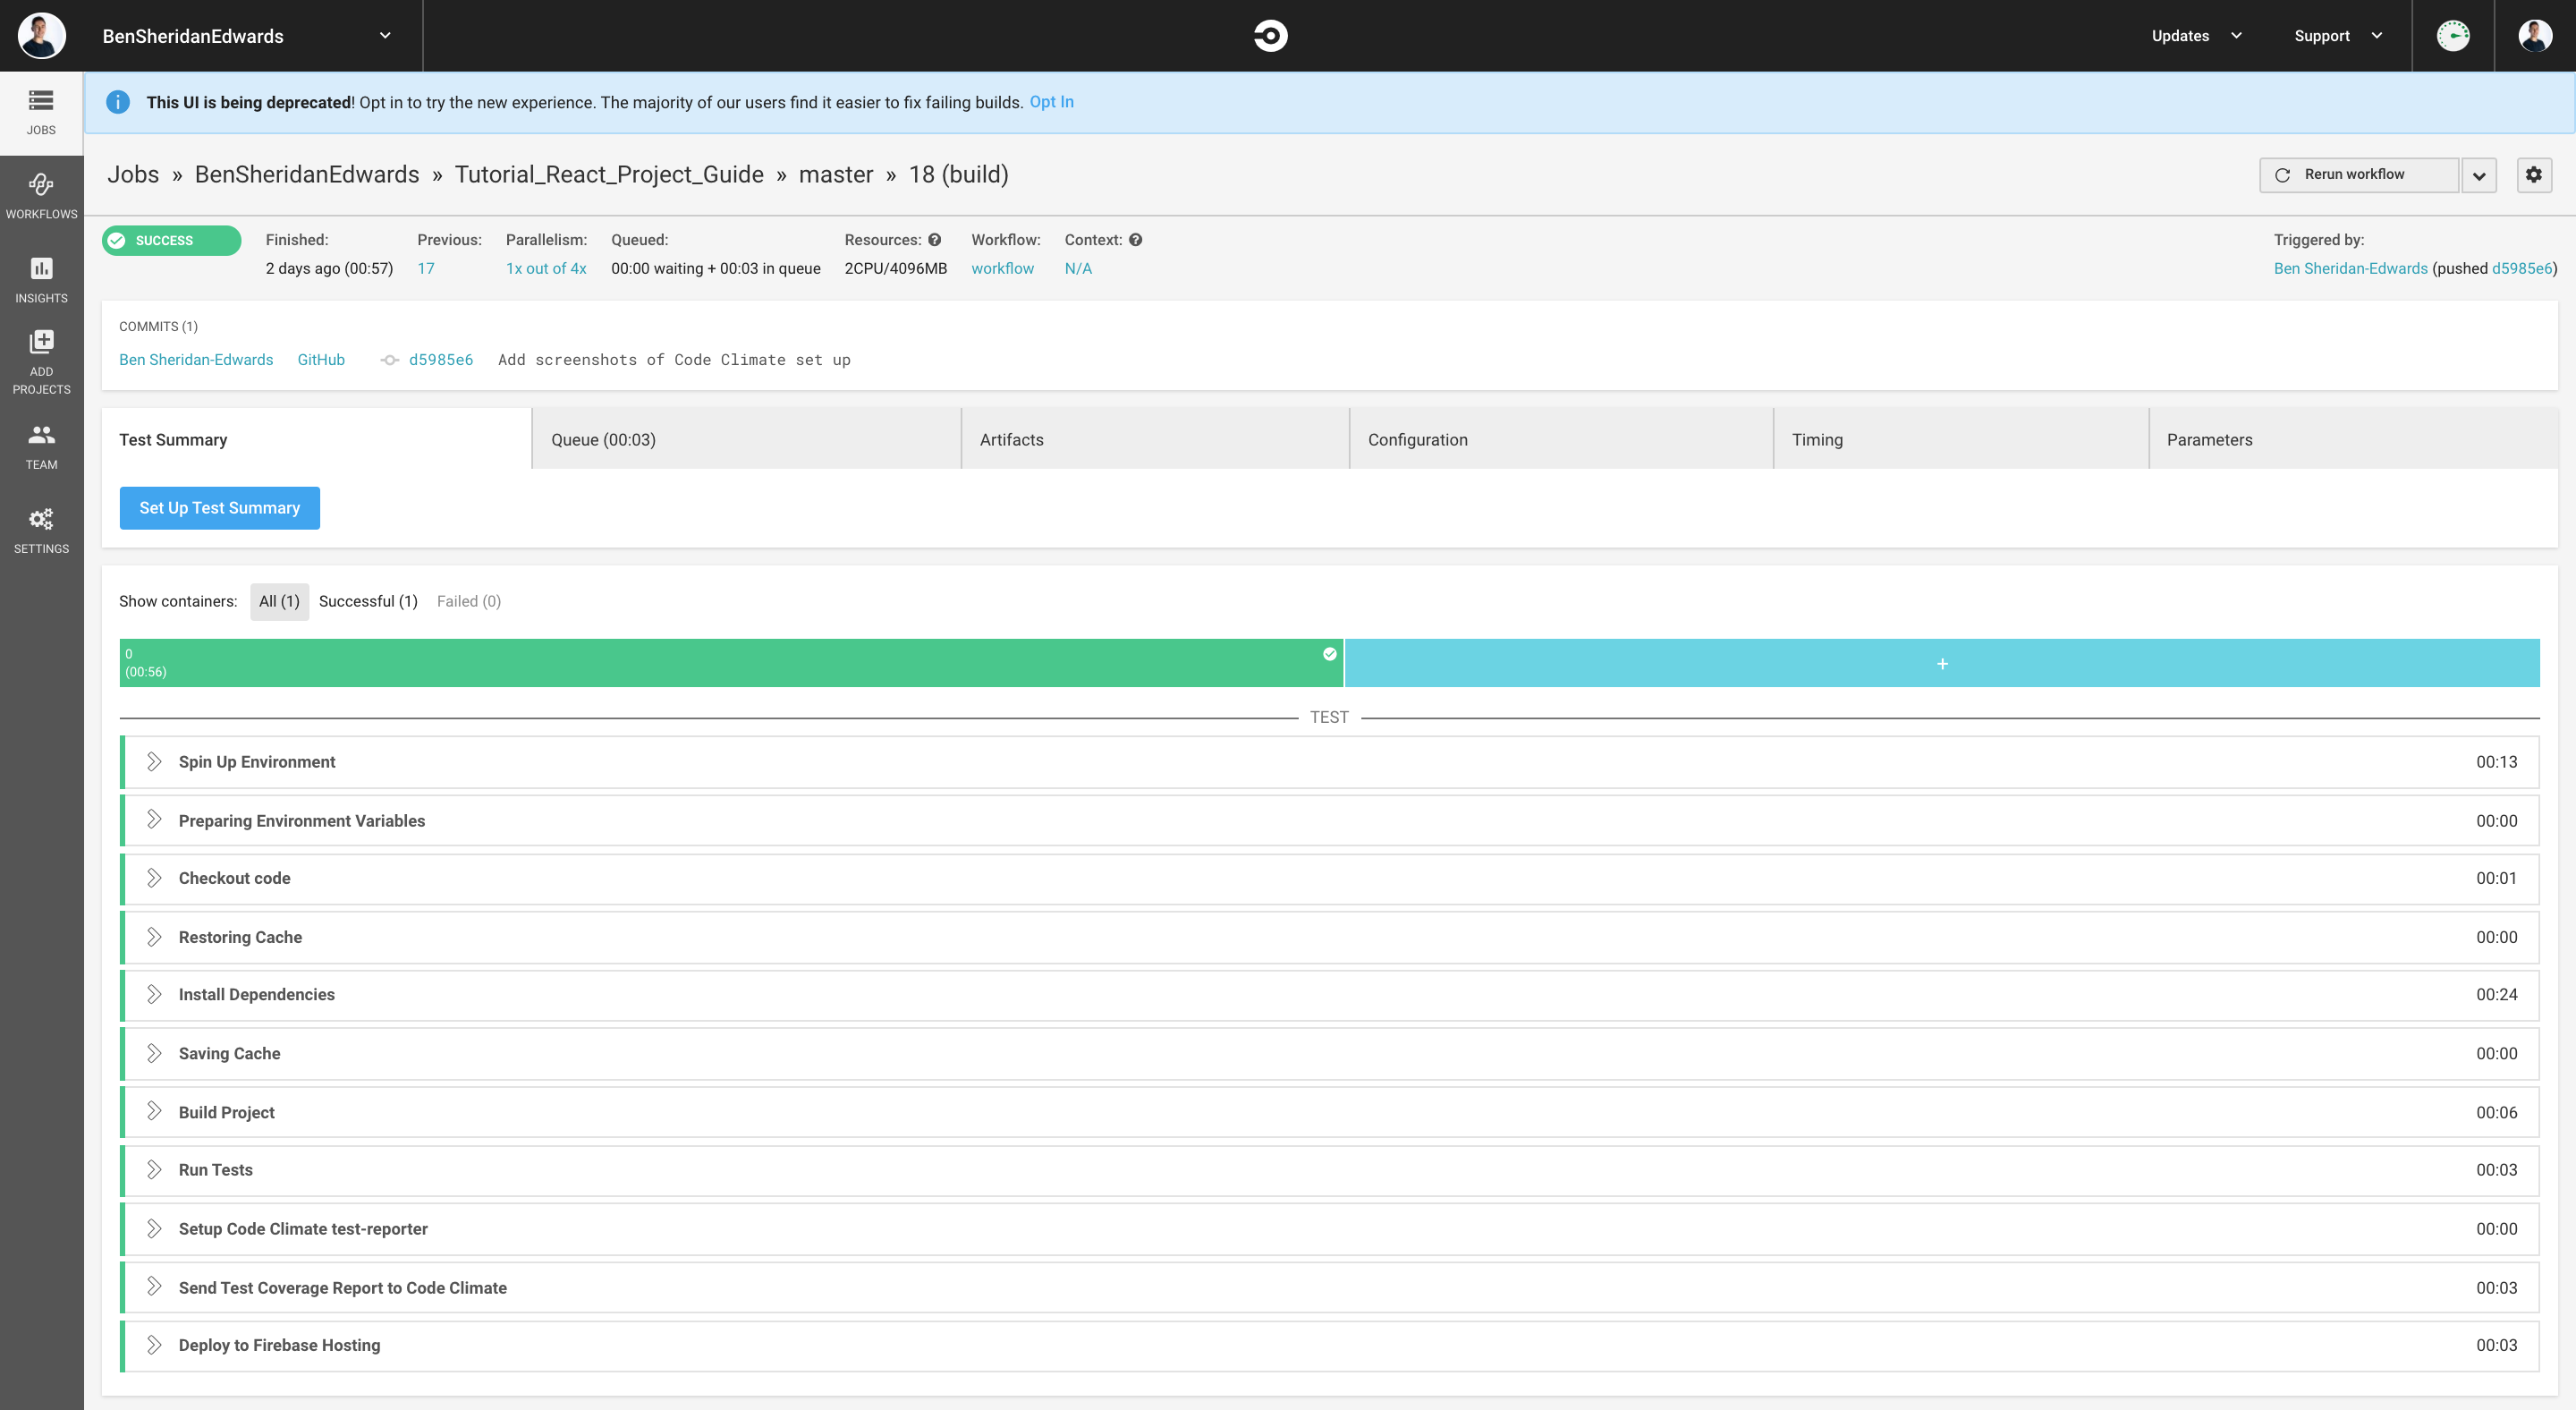 BenSheridanEdwards
Updates
Support
JOBS
This UI is being deprecated! Opt in to try the new experience. The majority of our users find it easier to fix failing builds. Opt In
WORKFLOWS
INSIGHTS
ADD
PROJECTS
TEAM
SETTINGS
Jobs » BenSheridanEdwards » Tutorial_React_Project_Guide » master » 18 (build)
Rerun workflow
SUCCESS
Finished:
2 days ago (00:57)
Previous:
17
Parallelism:
1x out of 4x
Queued:
00:00 waiting + 00:03 in queue
Resources:
2CPU/4096MB
Workflow:
workflow
Context:
N/A
Triggered by:
Ben Sheridan-Edwards (pushed d5985e6)
COMMITS (1)
Ben Sheridan-Edwards GitHub d5985e6 Add screenshots of Code Climate set up
Test Summary
Queue (00:03)
Artifacts
Configuration
Timing
Parameters
Set Up Test Summary
Show containers: All (1) Successful (1) Failed (0)
0
(00:56)
+
TEST
Spin Up Environment 00:13
Preparing Environment Variables 00:00
Checkout code 00:01
Restoring Cache 00:00
Install Dependencies 00:24
Saving Cache 00:00
Build Project 00:06
Run Tests 00:03
Setup Code Climate test-reporter 00:00
Send Test Coverage Report to Code Climate 00:03
Deploy to Firebase Hosting 00:03